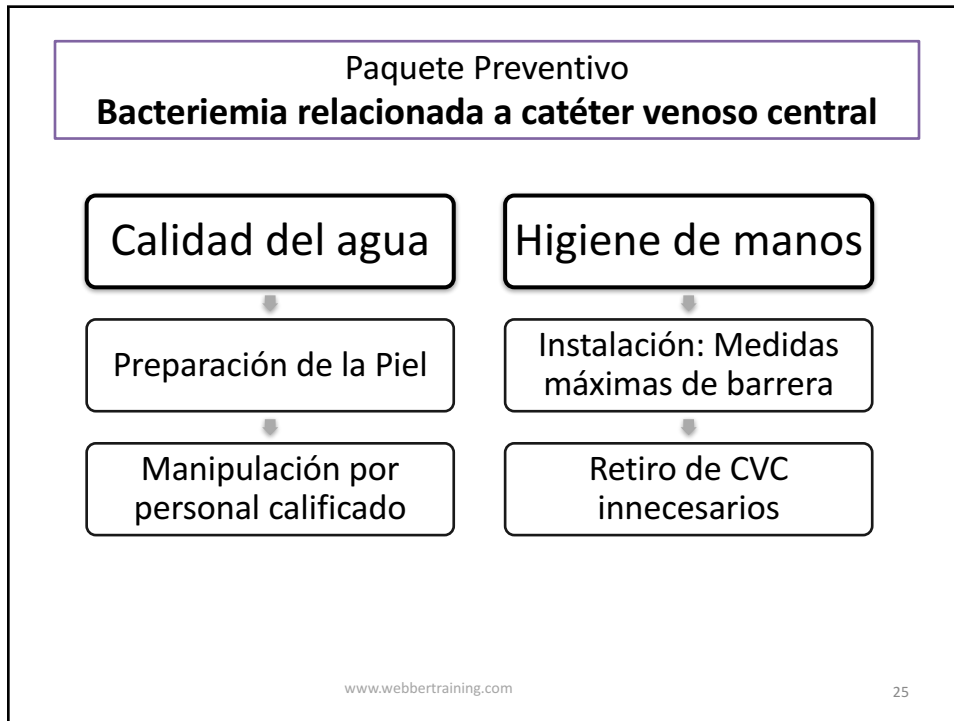 Paquete Preventivo
Bacteriemia relacionada a catéter venoso central
Calidad del agua
Preparación de la Piel
Manipulación por
personal calificado
Higiene de manos
Instalación: Medidas
máximas de barrera
Retiro de CVC
innecesarios
www.webbertraining.com
25